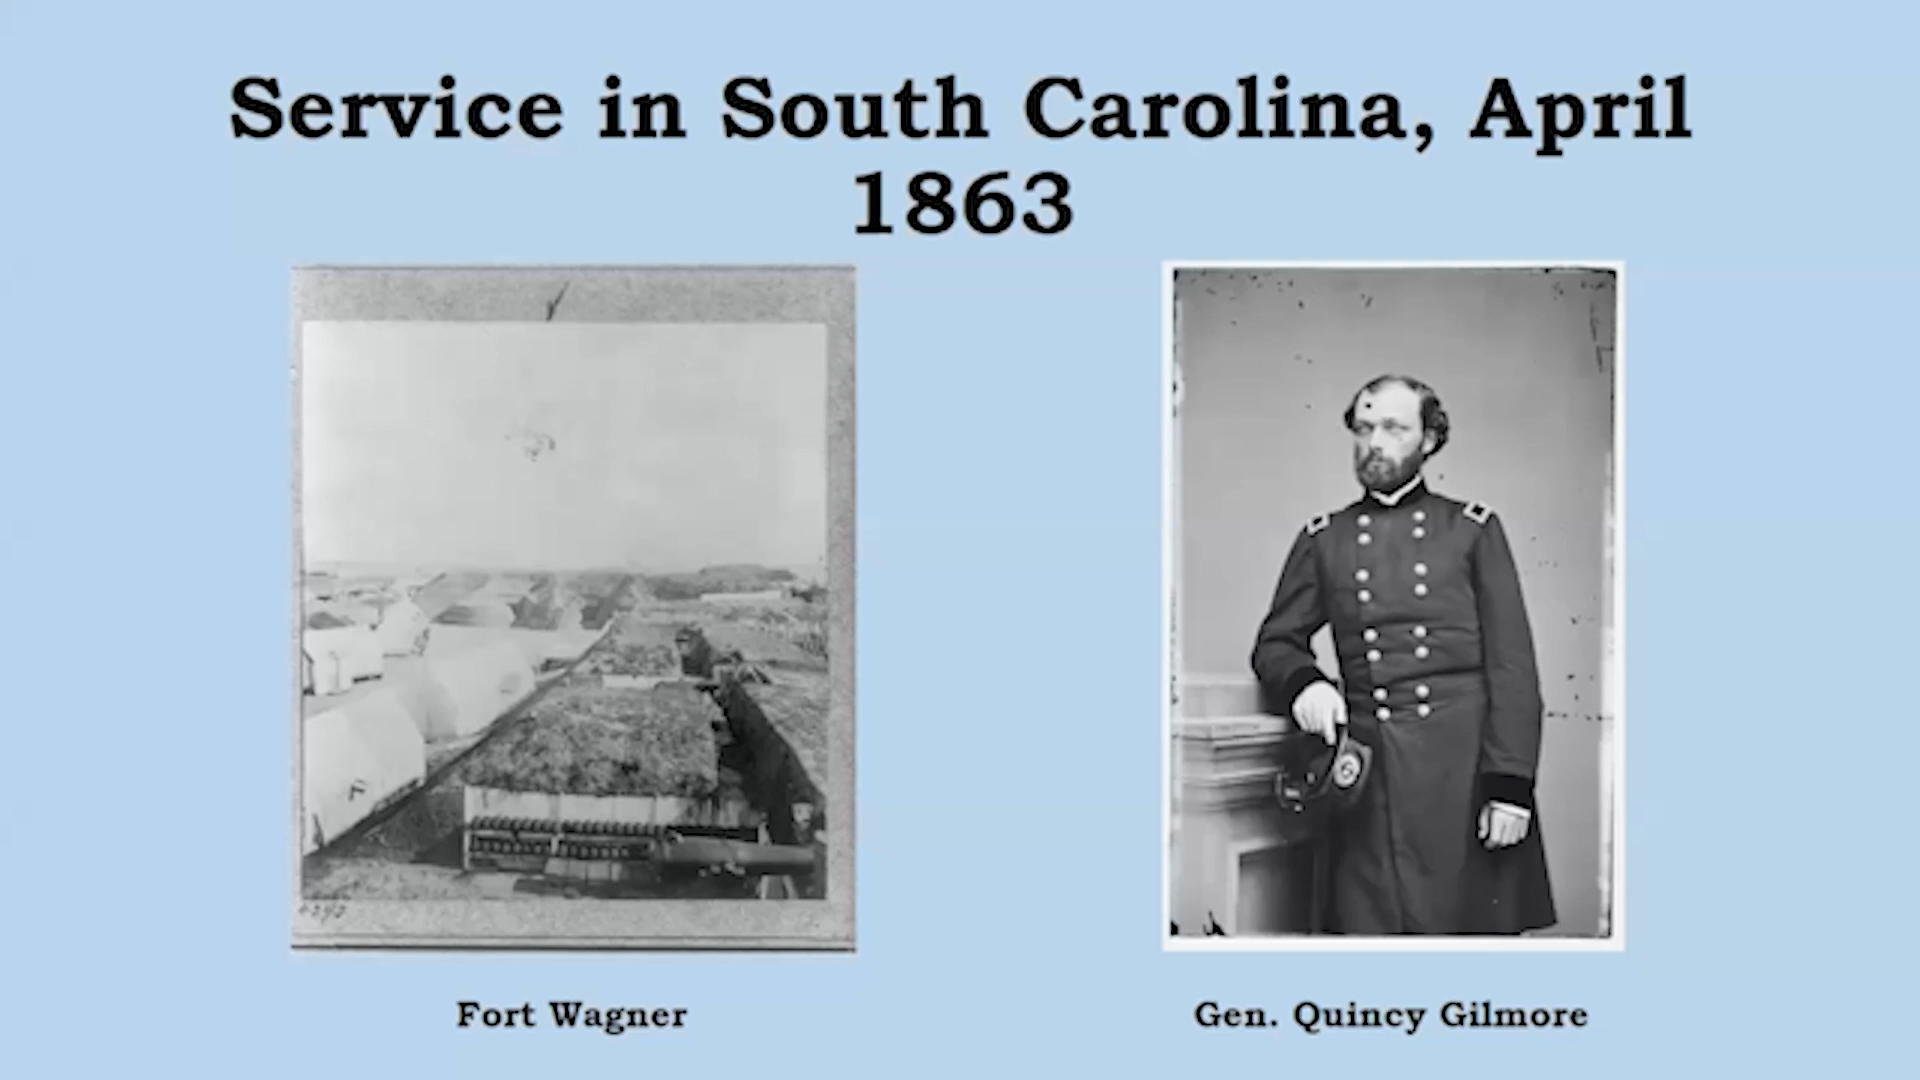 Service in South Carolina, April
1863
Fort Wagner
Gen. Quincy Gilmore